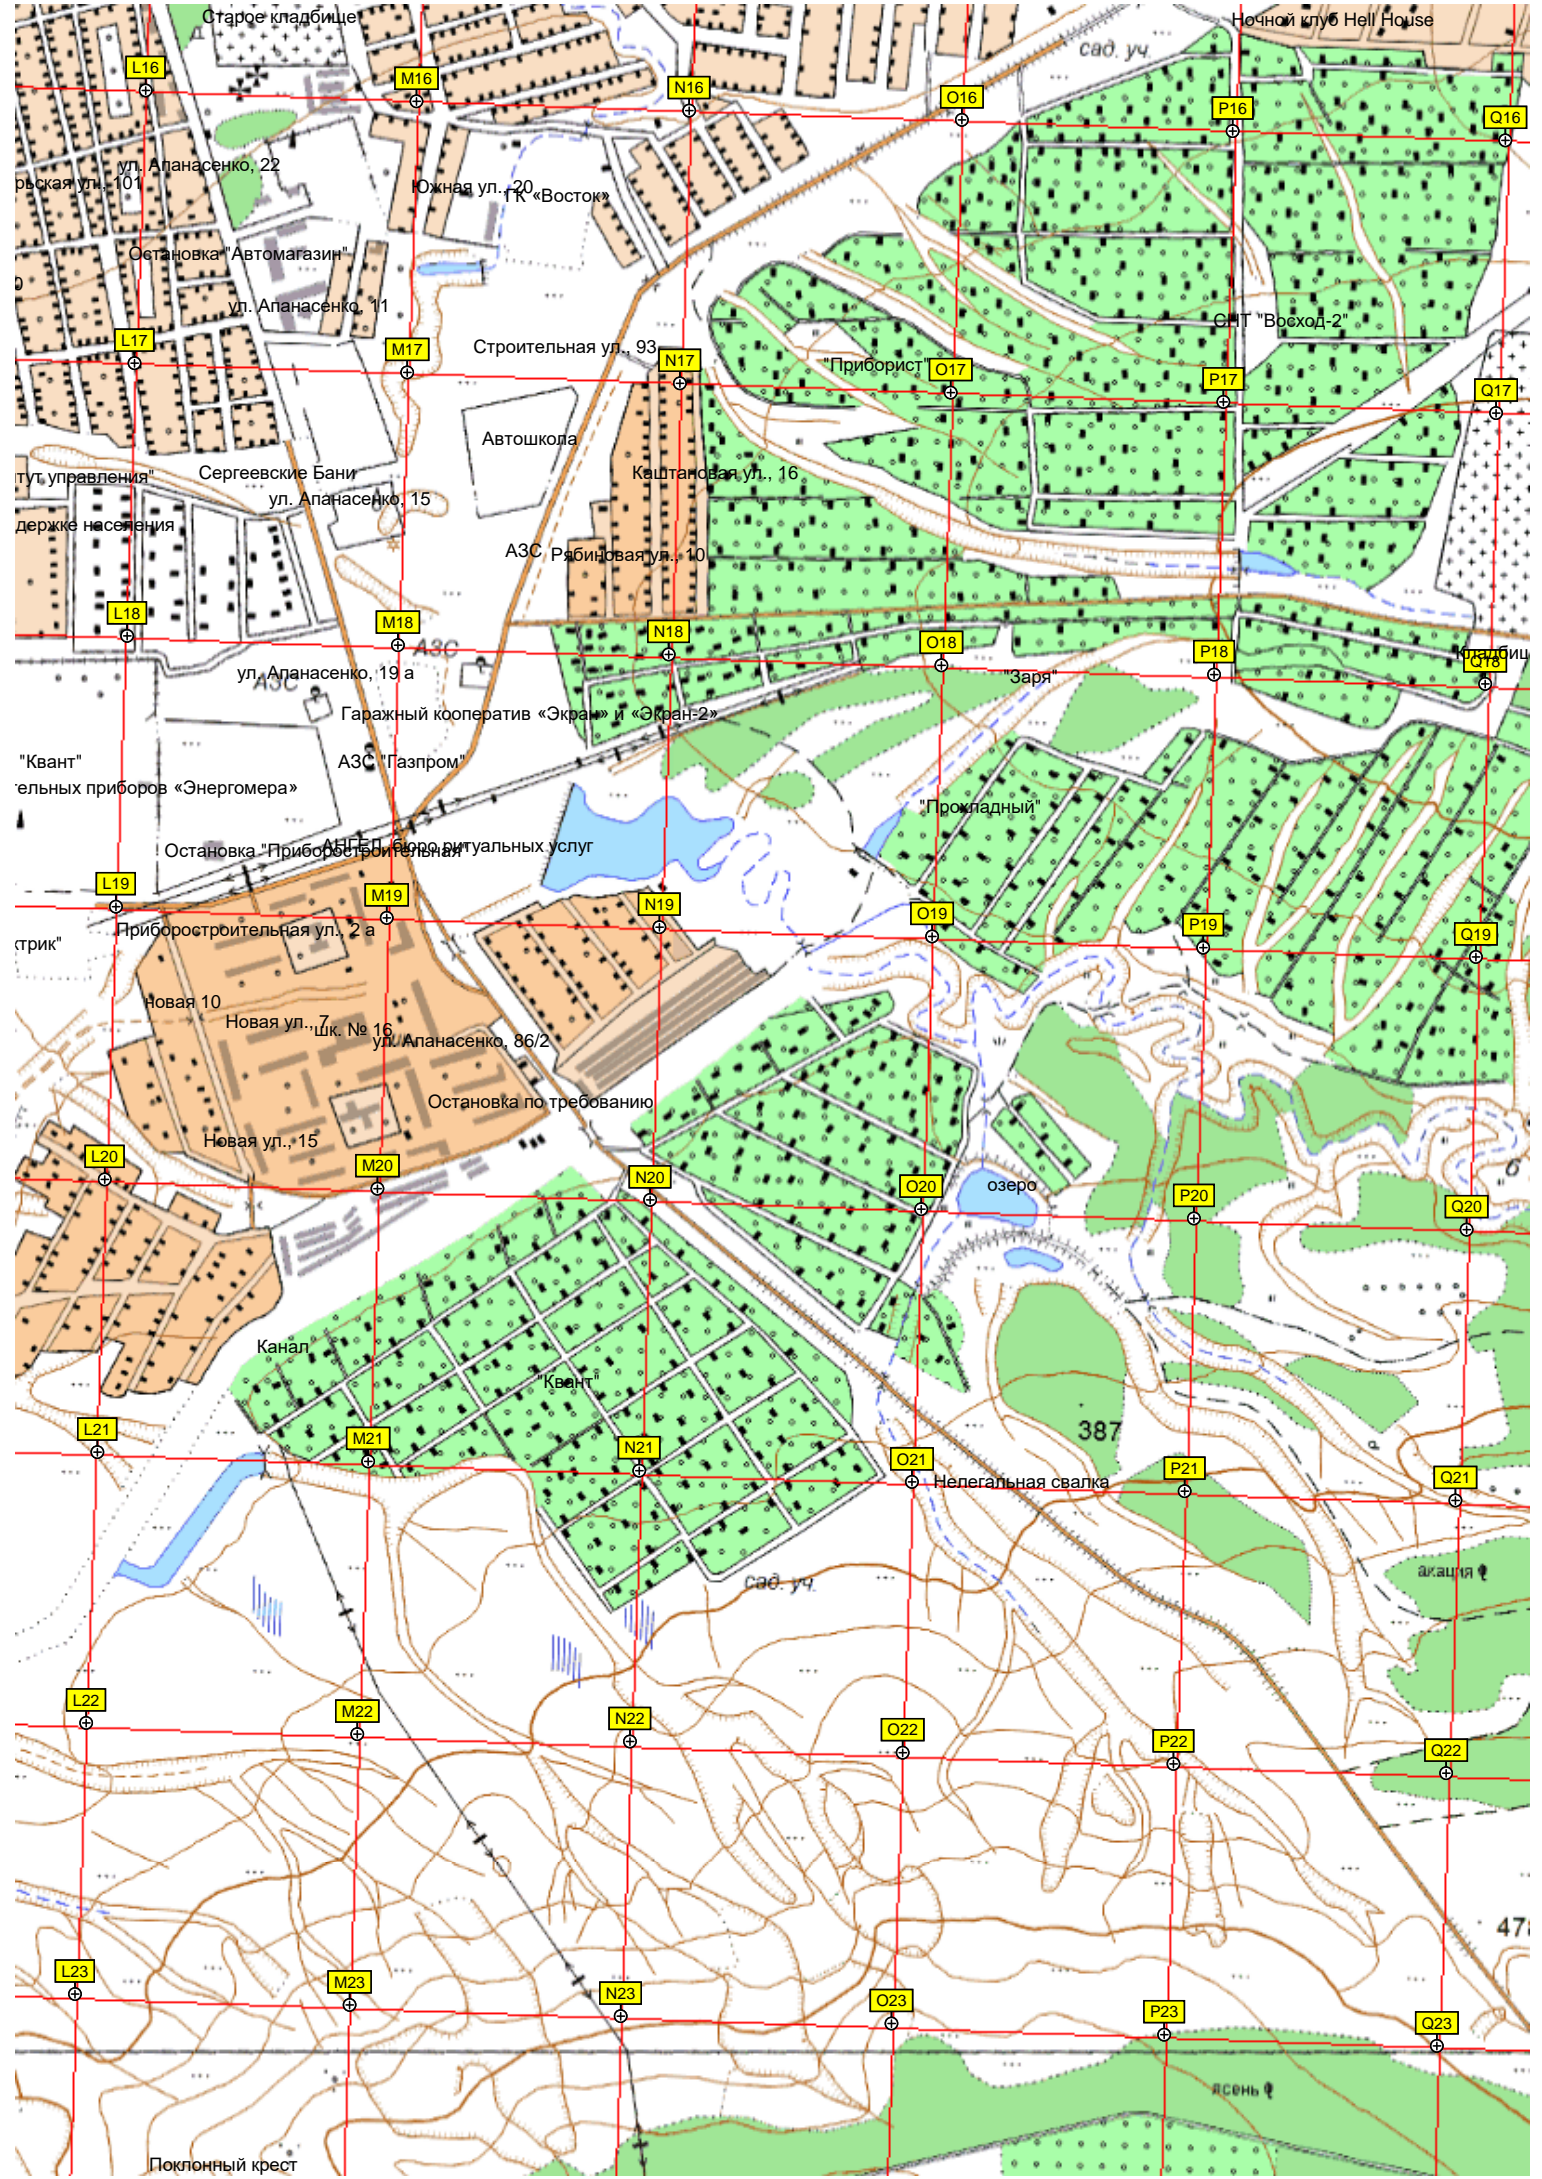 Старое кладбище
Ночной клуб Hell House
сад. уч.
L16
M16
N16
O16
P16
Q16
ул. Апанасенко, 22
рьская ул., 101
Южная ул., 20
ГК «Восток»
Остановка "Автомагазин"
ул. Апанасенко, 11
СНТ "Восход-2"
L17
M17
Строительная ул., 93
N17
"Приборист"
O17
P17
Q17
Автошкола
Сергеевские Бани
тут управления"
Каштановая ул., 16
ул. Апанасенко, 15
держке населения
АЗС
Рябиновая ул., 10
L18
M18
АЗС
N18
O18
P18
Q18
ул. Апанасенко, 19 а
АЗС
"Заря"
Гаражный кооператив «Экран» и «Экран-2»
"Квант"
АЗС "Газпром"
тельных приборов «Энергомера»
"Прохладный"
АНГЕЛ, бюро ритуальных услуг
Остановка "Приборостроительная"
L19
M19
N19
O19
P19
Q19
Приборостроительная ул., 2 а
ктрик"
новая 10
Новая ул., 7
шк. № 16
ул. Апанасенко, 86/2
Остановка по требованию
Новая ул., 15
L20
M20
N20
O20
озеро
P20
Q20
Канал
"Квант"
387
L21
M21
N21
O21
P21
Q21
Нелегальная свалка
акация
сад. уч.
L22
M22
N22
O22
P22
Q22
478
L23
M23
N23
O23
P23
Q23
ясень
Поклонный крест